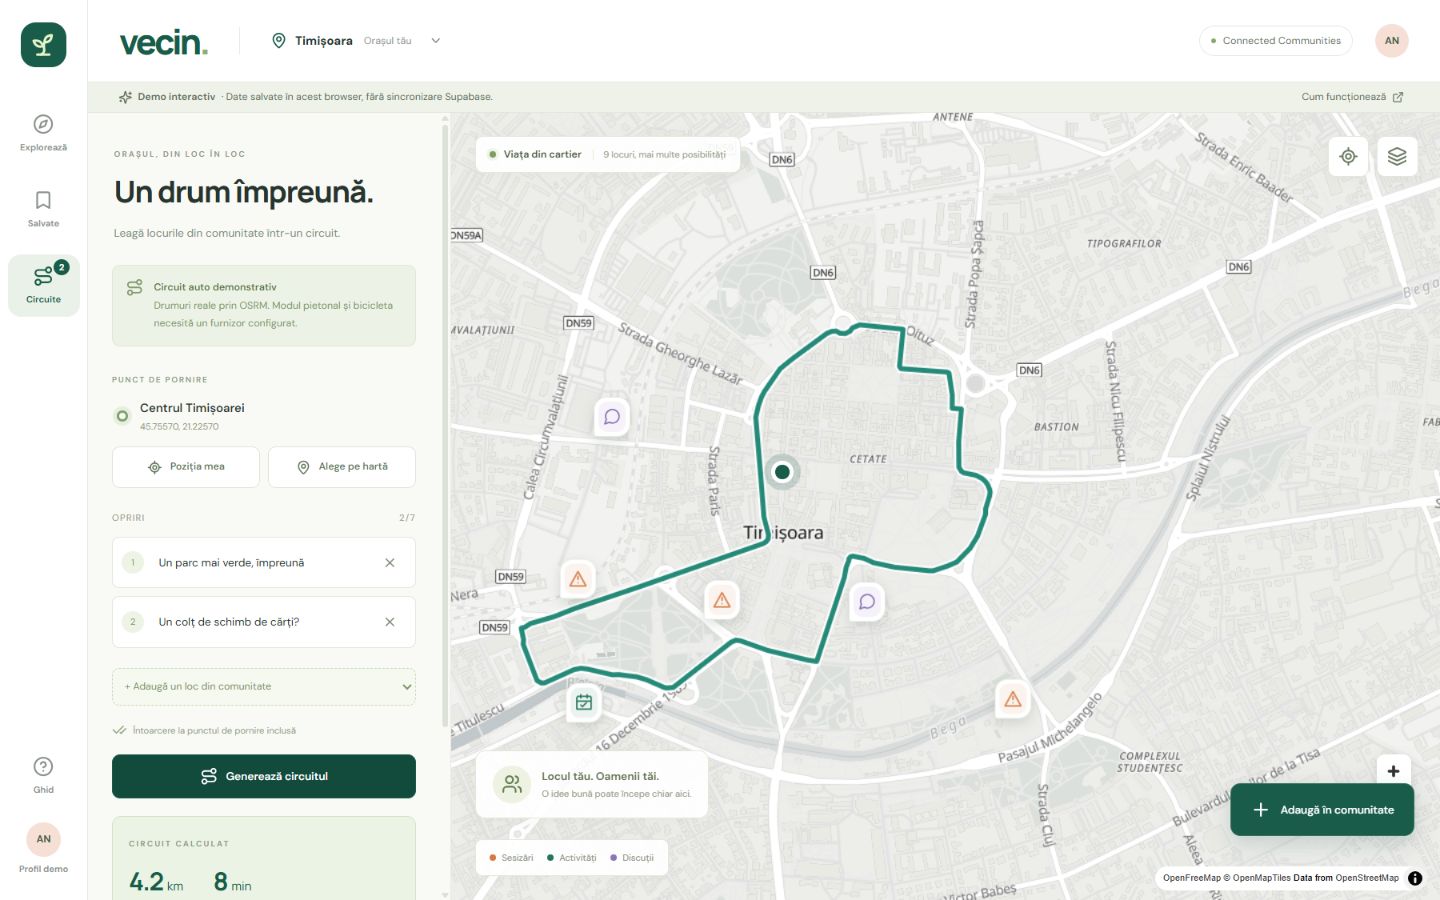 vecin.
Timișoara
Orașul tău
Connected Communities
AN
Demo interactiv · Date salvate în acest browser, fără sincronizare Supabase.
Cum funcționează
Explorează
Salvate
2
Circuite
Ghid
AN
Profil demo
ORAȘUL, DIN LOC ÎN LOC
Un drum împreună.
Leagă locurile din comunitate într-un circuit.
Circuit auto demonstrativ
Drumuri reale prin OSRM. Modul pietonal și bicicleta
necesită un furnizor configurat.
PUNCT DE PORNIRE
Centrul Timișoarei
45.75570, 21.22570
Poziția mea
Alege pe hartă
OPRIRI
2/7
1
Un parc mai verde, împreună
2
Un colț de schimb de cărți?
+ Adaugă un loc din comunitate
Întoarcere la punctul de pornire inclusă
Generează circuitul
CIRCUIT CALCULAT
4.2 km
8 min
Viața din cartier
9 locuri, mai multe posibilități
ANTENE
DN6
Strada Enric Baader
DN59A
TIPOGRAFILOR
Strada Popa Șapcă
DN6
DN6
Bega
DN59
Strada Gheorghe Lazăr
Oituz
DN6
Strada Nicu Filipescu
Calea Circumvalațiunii
Strada Paris
CETATE
BASTION
Splaiul Nistrului
Timișoara
DN59
Nera
DN59
Titulescu
16 Decembrie 1989
Bega
Pasajul Michelangelo
COMPLEXUL
STUDENȚESC
Strada Cluj
Aleea
Victor Babeș
Locul tău. Oamenii tăi.
O idee bună poate începe chiar aici.
Sesizări
Activități
Discuții
+
Adaugă în comunitate
OpenFreeMap © OpenMapTiles Data from OpenStreetMap